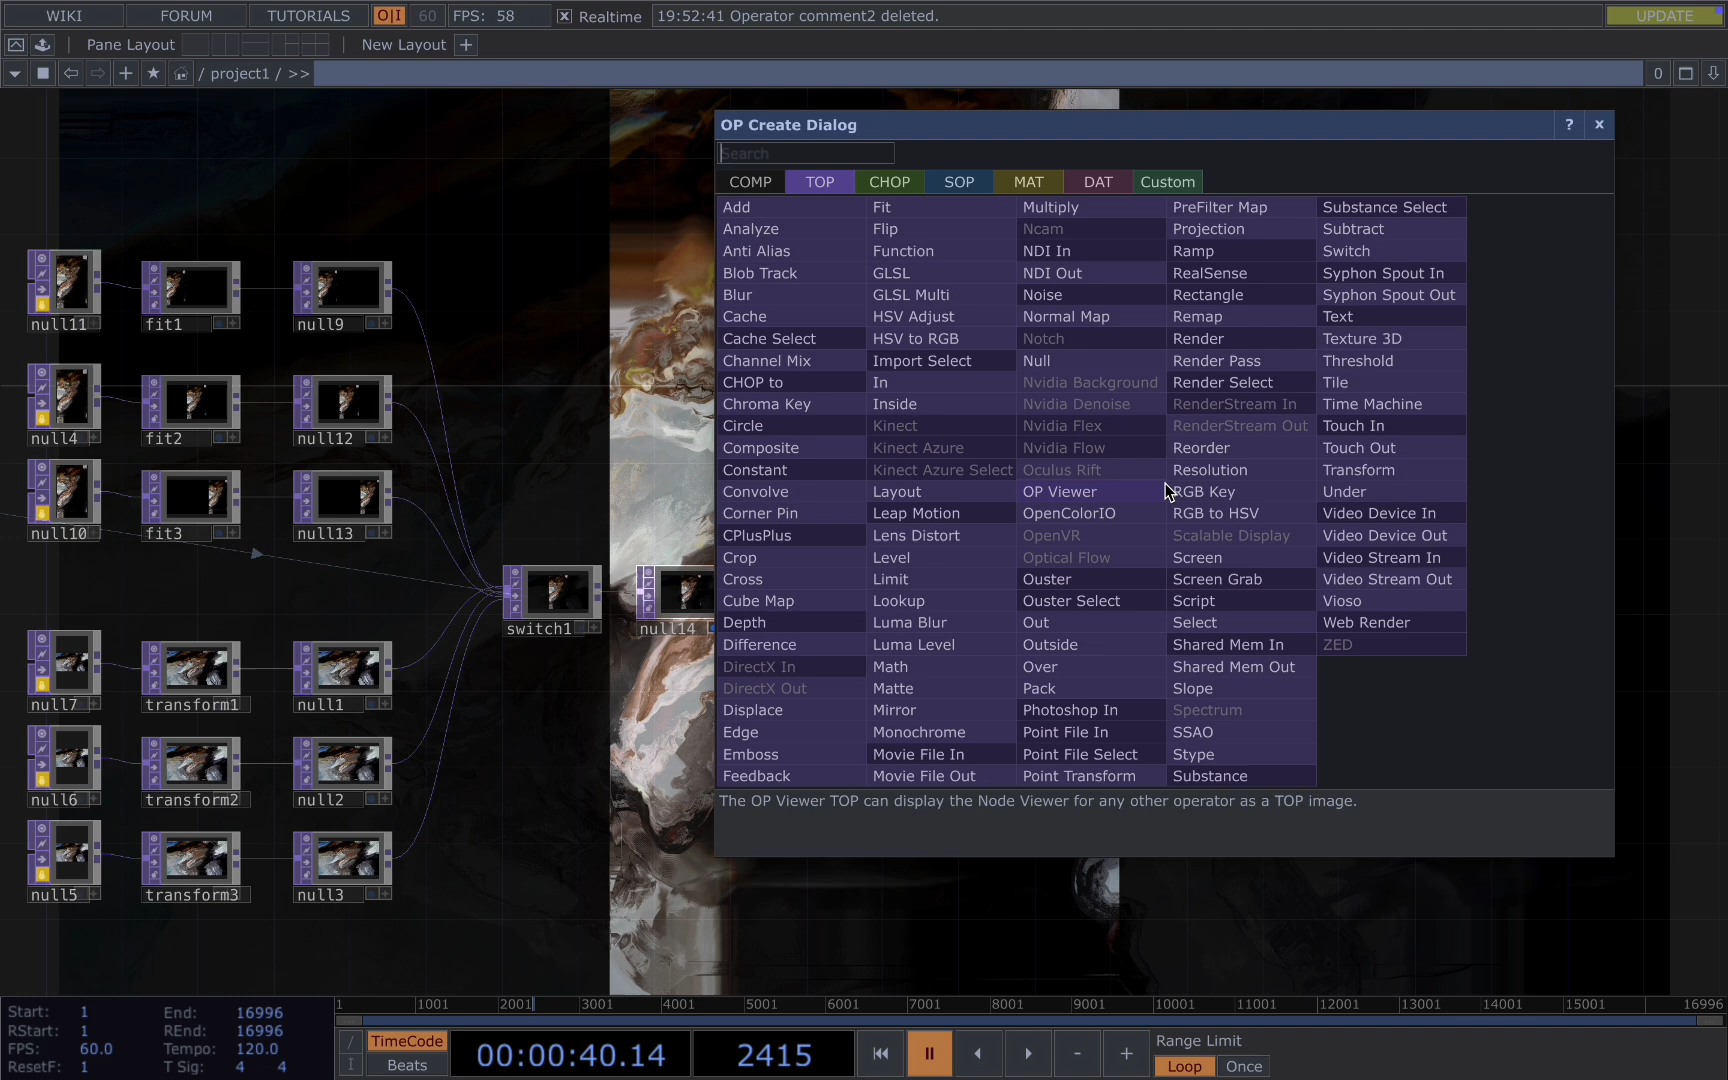 WIKI FORUM TUTORIALS O|I 60 FPS: 58 Realtime 19:52:41 Operator comment2 deleted. UPDATE
Pane Layout New Layout +
/ project1 / >> 0
OP Create Dialog ? x
Search
COMP TOP CHOP SOP MAT DAT Custom
Add Fit Multiply PreFilter Map Substance Select
Analyze Flip Ncam Projection Subtract
Anti Alias Function NDI In Ramp Switch
Blob Track GLSL NDI Out RealSense Syphon Spout In
Blur GLSL Multi Noise Rectangle Syphon Spout Out
Cache HSV Adjust Normal Map Remap Text
Cache Select HSV to RGB Notch Render Texture 3D
Channel Mix Import Select Null Render Pass Threshold
CHOP to In Nvidia Background Render Select Tile
Chroma Key Inside Nvidia Denoise RenderStream In Time Machine
Circle Kinect Nvidia Flex RenderStream Out Touch In
Composite Kinect Azure Nvidia Flow Reorder Touch Out
Constant Kinect Azure Select Oculus Rift Resolution Transform
Convolve Layout OP Viewer RGB Key Under
Corner Pin Leap Motion OpenColorIO RGB to HSV Video Device In
CPlusPlus Lens Distort OpenVR Scalable Display Video Device Out
Crop Level Optical Flow Screen Video Stream In
Cross Limit Ouster Screen Grab Video Stream Out
Cube Map Lookup Ouster Select Script Vioso
Depth Luma Blur Out Select Web Render
Difference Luma Level Outside Shared Mem In ZED
DirectX In Math Over Shared Mem Out
DirectX Out Matte Pack Slope
Displace Mirror Photoshop In Spectrum
Edge Monochrome Point File In SSAO
Emboss Movie File In Point File Select Stype
Feedback Movie File Out Point Transform Substance
The OP Viewer TOP can display the Node Viewer for any other operator as a TOP image.
null11 fit1 null9
null4 fit2 null12
null10 fit3 null13
switch1 null14
null7 transform1 null1
null6 transform2 null2
null5 transform3 null3
1 1001 2001 3001 4001 5001 6001 7001 8001 9001 10001 11001 12001 13001 14001 15001 16996
Start: 1 End: 16996
RStart: 1 REnd: 16996
FPS: 60.0 Tempo: 120.0
ResetF: 1 T Sig: 4 4
/ TimeCode
I Beats
00:00:40.14 2415 - +
Range Limit
Loop Once